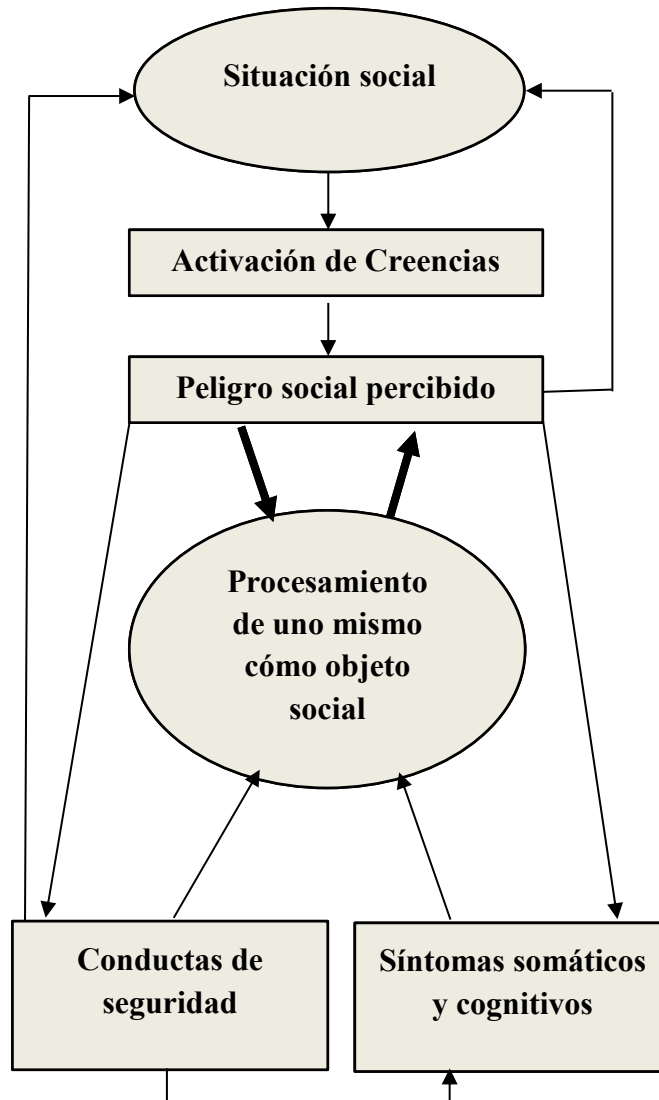 Situación social
Activación de Creencias
Peligro social percibido
Procesamiento
de uno mismo
cómo objeto
social
Conductas de
seguridad
Síntomas somáticos
y cognitivos